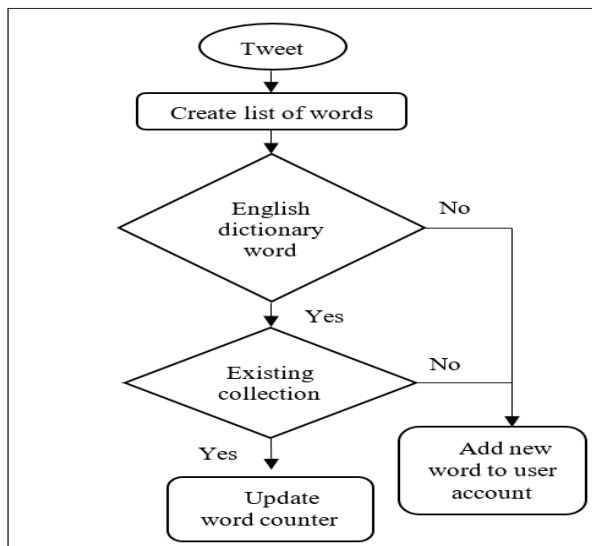 Tweet
Create list of words
English
dictionary
word
No
Yes
Existing
collection
No
Yes
Add new
word to user
account
Update
word counter